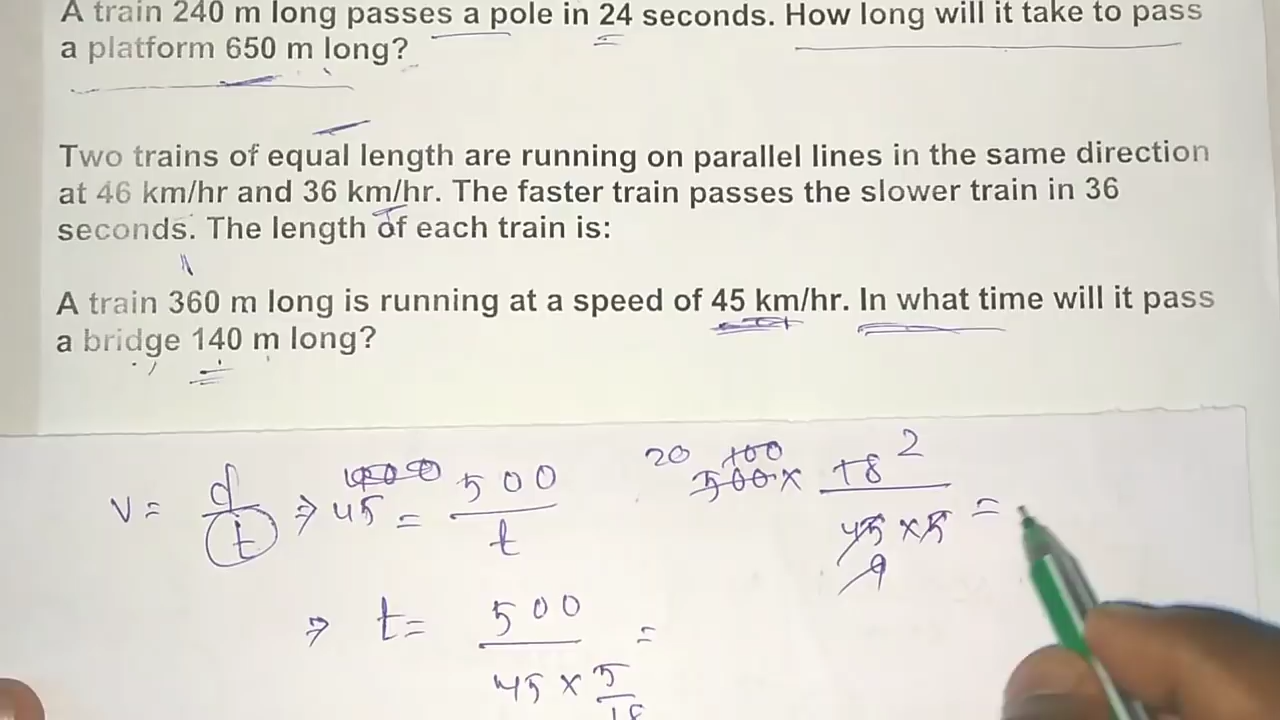 A train 240 m long passes a pole in 24 seconds. How long will it take to pass
a platform 650 m long?
Two trains of equal length are running on parallel lines in the same direction
at 46 km/hr and 36 km/hr. The faster train passes the slower train in 36
seconds. The length of each train is:
A train 360 m long is running at a speed of 45 km/hr. In what time will it pass
a bridge 140 m long?
v = d/t ⇒ 45 = 500/t
⇒ t = 500/(45 × 5/18) =
20 100 500 × 18 2 / 45 × 5 9 =